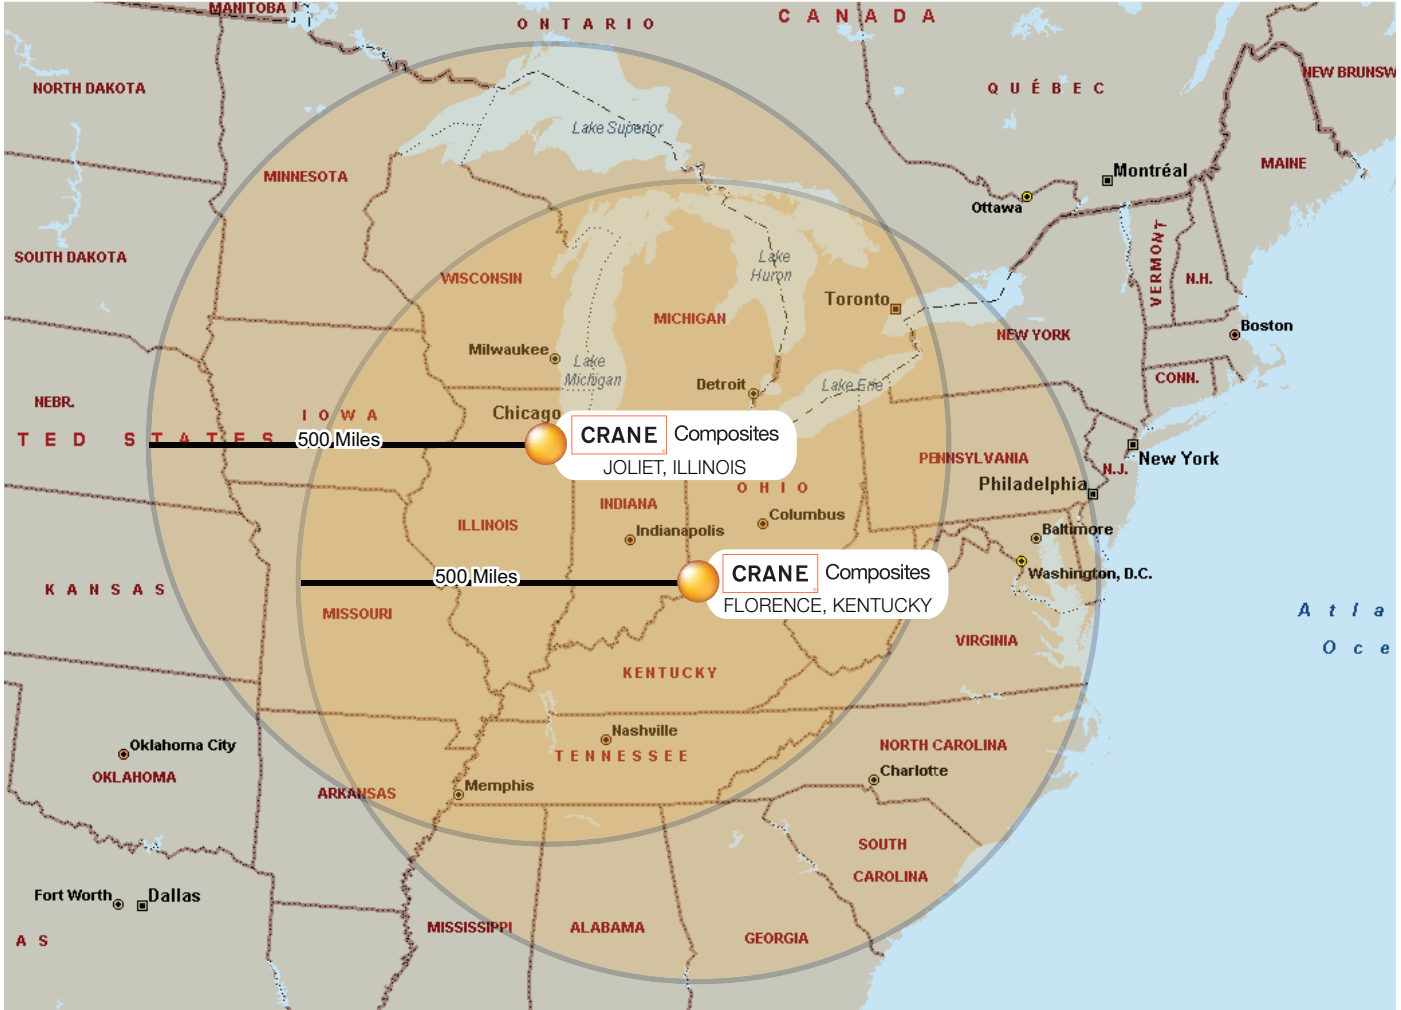 MANITOBA
ONTARIO
CANADA
NORTH DAKOTA
QUÉBEC
NEW BRUNSW
Lake Superior
MINNESOTA
Montréal
MAINE
Ottawa
SOUTH DAKOTA
WISCONSIN
Lake
Huron
VERMONT
N.H.
Toronto
MICHIGAN
NEW YORK
Boston
Milwaukee
Lake
Michigan
Detroit
Lake Erie
CONN.
NEBR.
IOWA
Chicago
TED STATES
500 Miles
CRANE Composites
JOLIET, ILLINOIS
PENNSYLVANIA
New York
N.J.
Philadelphia
OHIO
INDIANA
ILLINOIS
Columbus
Indianapolis
Baltimore
Washington, D.C.
KANSAS
500 Miles
CRANE Composites
FLORENCE, KENTUCKY
MISSOURI
Atla
Oce
VIRGINIA
KENTUCKY
Nashville
TENNESSEE
NORTH CAROLINA
Charlotte
Oklahoma City
OKLAHOMA
ARKANSAS
Memphis
SOUTH
CAROLINA
Fort Worth
Dallas
MISSISSIPPI
ALABAMA
GEORGIA
AS